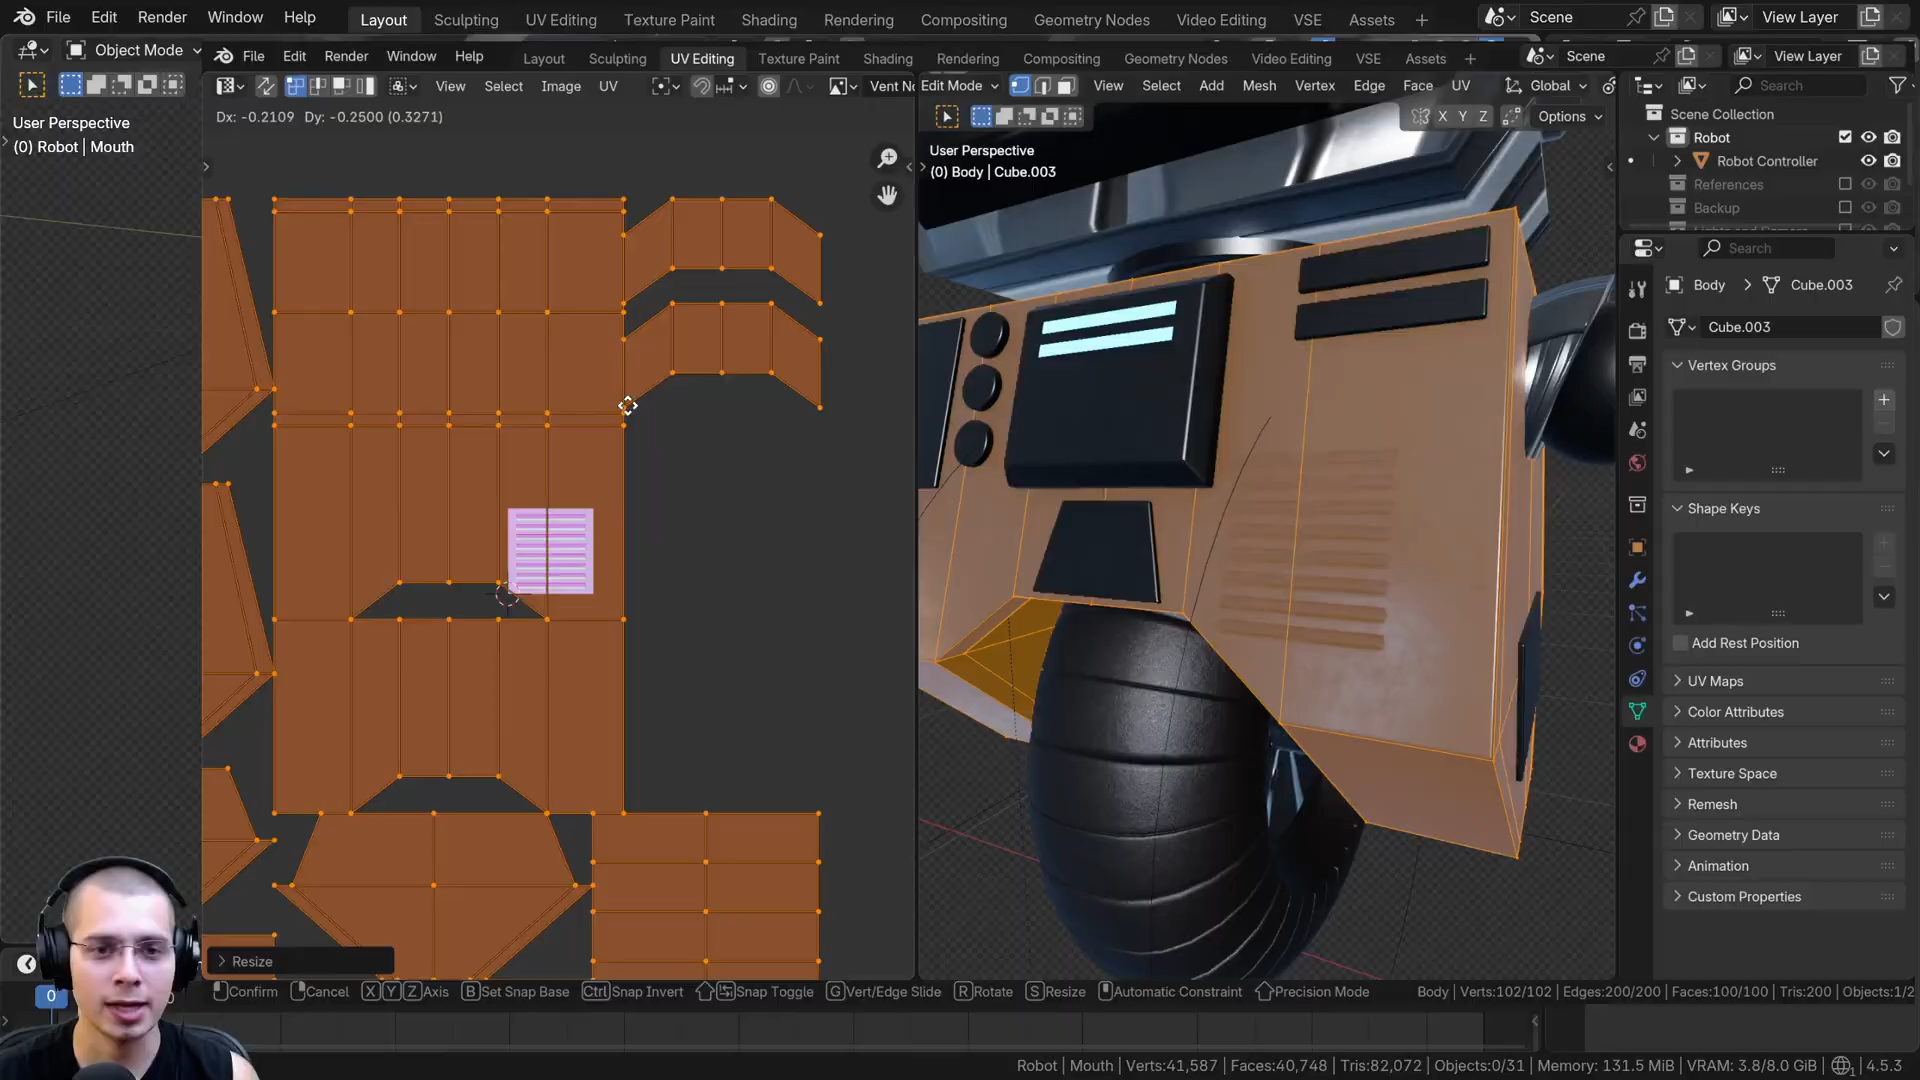 File Edit Render Window Help Layout Sculpting UV Editing Texture Paint Shading Rendering Compositing Geometry Nodes Video Editing VSE Assets + Scene View Layer
Object Mode
File Edit Render Window Help Layout Sculpting UV Editing Texture Paint Shading Rendering Compositing Geometry Nodes Video Editing VSE Assets + Scene View Layer
View Select Image UV Vent No Edit Mode View Select Add Mesh Vertex Edge Face UV Global Search
Dx: -0.2109 Dy: -0.2500 (0.3271)
X Y Z Options
User Perspective
(0) Robot | Mouth
User Perspective
(0) Body | Cube.003
Scene Collection
Robot
Robot Controller
References
Backup
Search
Body > Cube.003
Cube.003
Vertex Groups
Shape Keys
Add Rest Position
UV Maps
Color Attributes
Attributes
Texture Space
Remesh
Geometry Data
Animation
Custom Properties
Resize
0
Confirm Cancel X Y Z Axis B Set Snap Base Ctrl Snap Invert Snap Toggle G Vert/Edge Slide R Rotate S Resize Automatic Constraint Precision Mode Body | Verts:102/102 | Edges:200/200 | Faces:100/100 | Tris:200 | Objects:1/2
Robot | Mouth Verts:41,587 | Faces:40,748 | Tris:82,072 | Objects:0/31 | Memory: 131.5 MiB | VRAM: 3.8/8.0 GiB | 4.5.3